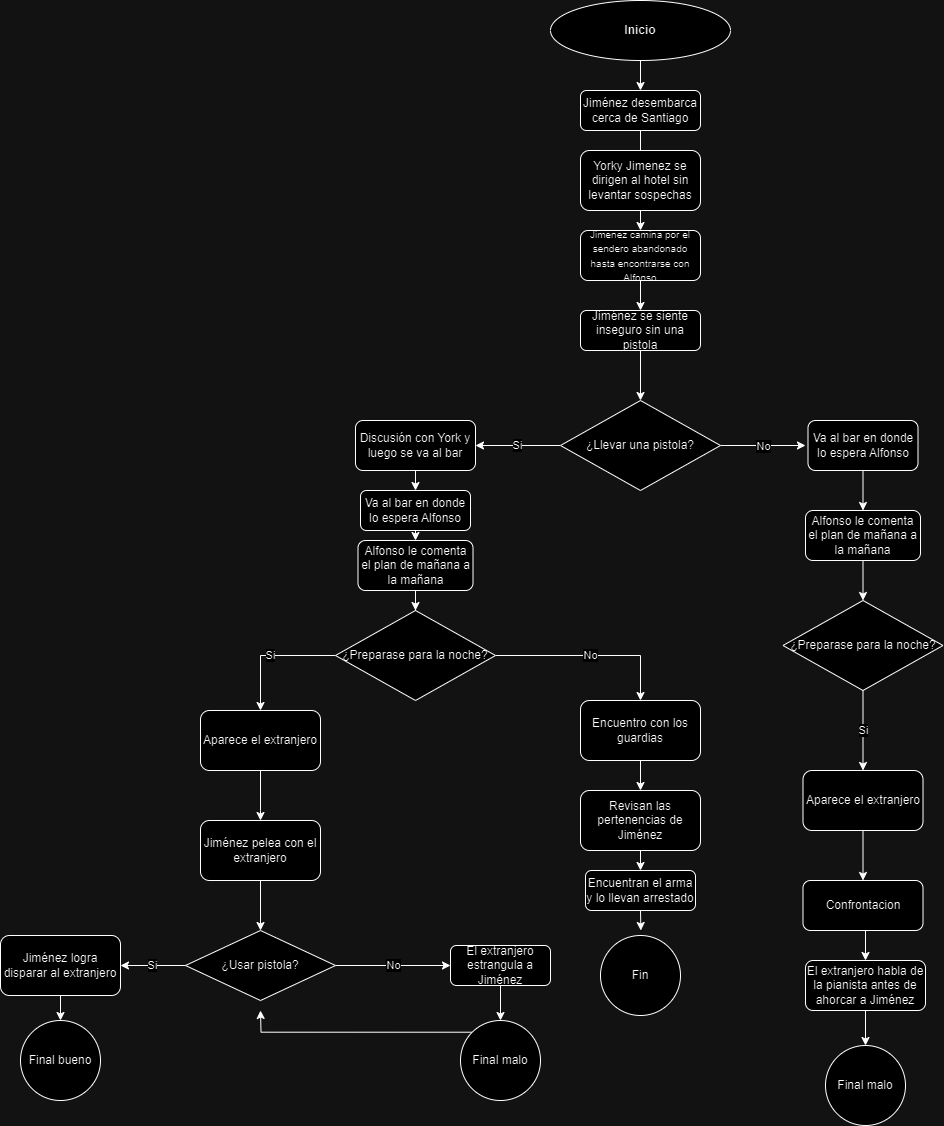 Inicio
Jiménez desembarca
cerca de Santiago
Yorky Jimenez se
dirigen al hotel sin
levantar sospechas
Jimenez camina por el
sendero abandonado
hasta encontrarse con
Alfonso
Jiménez se siente
inseguro sin una
pistola
¿Llevar una pistola?
Si
No
Discusión con York y
luego se va al bar
Va al bar en donde
lo espera Alfonso
Va al bar en donde
lo espera Alfonso
Alfonso le comenta
el plan de mañana a
la mañana
Alfonso le comenta
el plan de mañana a
la mañana
¿Preparase para la noche?
Si
No
¿Preparase para la noche?
Si
Aparece el extranjero
Encuentro con los
guardias
Aparece el extranjero
Jiménez pelea con el
extranjero
Revisan las
pertenencias de
Jiménez
Encuentran el arma
y lo llevan arrestado
Confrontacion
¿Usar pistola?
Si
No
Jiménez logra
disparar al extranjero
El extranjero
estrangula a
Jiménez
Fin
El extranjero habla de
la pianista antes de
ahorcar a Jiménez
Final bueno
Final malo
Final malo